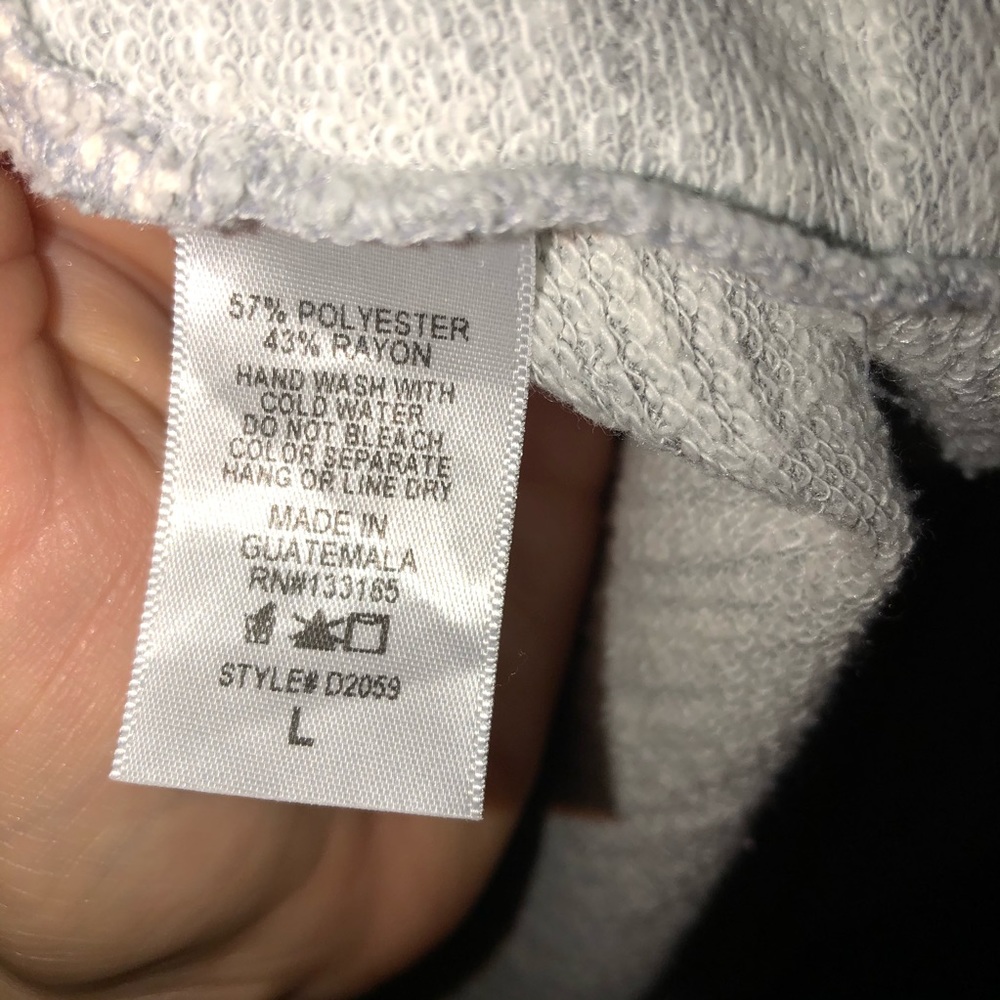 57% POLYESTER
43% RAYON
HAND WASH WITH
COLD WATER
DO NOT BLEACH
COLOR SEPARATE
HANG OR LINE DRY
MADE IN
GUATEMALA
RN#133165
STYLE# D2059
L